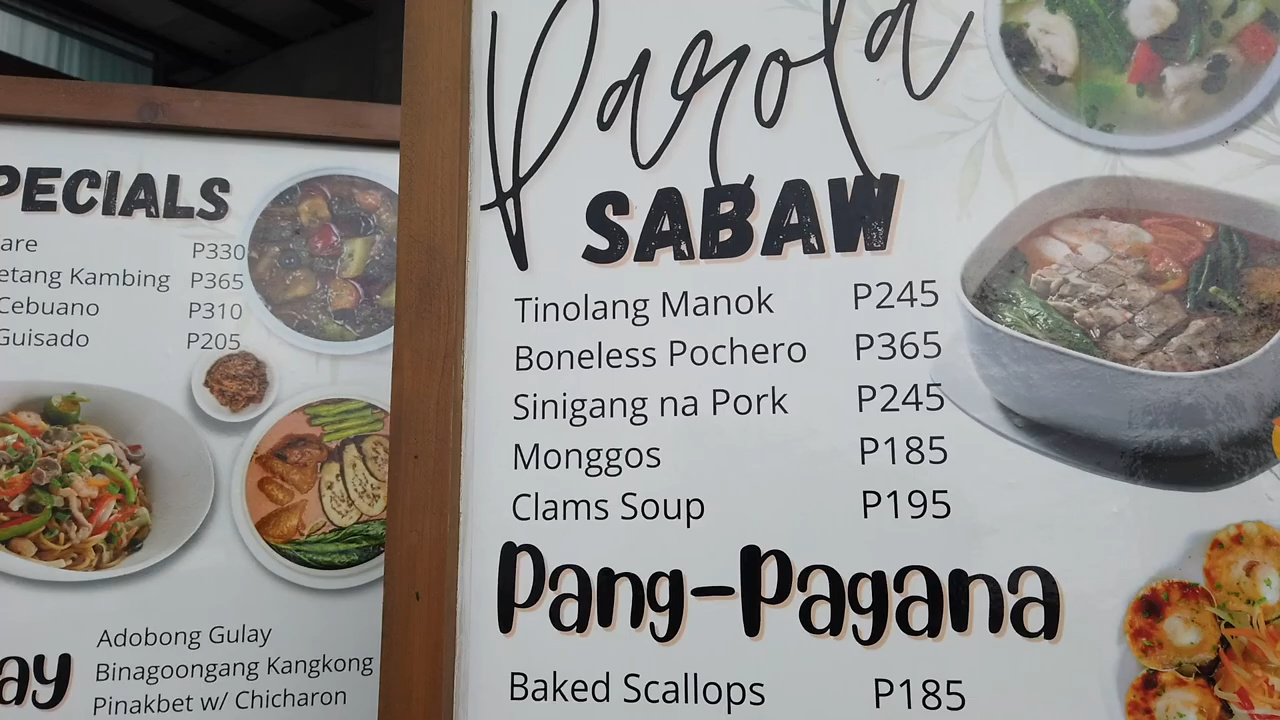 PECIALS
are P330
etang Kambing P365
Cebuano P310
Guisado P205
ay
Adobong Gulay
Binagoongang Kangkong
Pinakbet w/ Chicharon
Parola
SABAW
Tinolang Manok P245
Boneless Pochero P365
Sinigang na Pork P245
Monggos P185
Clams Soup P195
Pang-Pagana
Baked Scallops P185